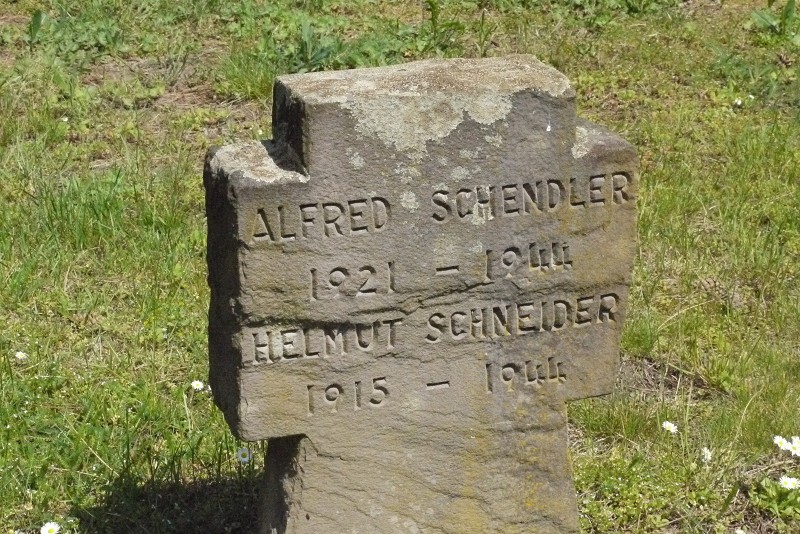 ALFRED SCHENDLER
1921 – 1944
HELMUT SCHNEIDER
1915 – 1944